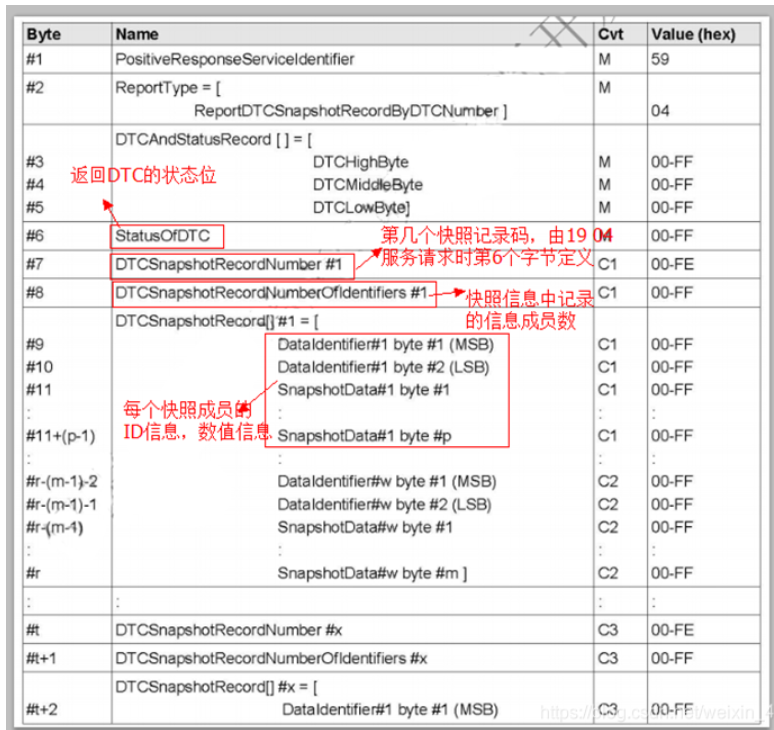 Byte Name Cvt Value (hex)
#1 PositiveResponseServiceIdentifier M 59
#2 ReportType = [ M
ReportDTCSnapshotRecordByDTCNumber ] 04
DTCAndStatusRecord [ ] = [
#3 DTCHighByte M 00-FF
#4 DTCMiddleByte M 00-FF
#5 DTCLowByte] M 00-FF
返回DTC的状态位
#6 StatusOfDTC M 00-FF
第几个快照记录码，由19 04
服务请求时第6个字节定义
#7 DTCSnapshotRecordNumber #1 C1 00-FE
#8 DTCSnapshotRecordNumberOfIdentifiers #1 C1 00-FF
快照信息中记录
的信息成员数
DTCSnapshotRecord[] #1 = [
#9 DataIdentifier#1 byte #1 (MSB) C1 00-FF
#10 DataIdentifier#1 byte #2 (LSB) C1 00-FF
#11 SnapshotData#1 byte #1 C1 00-FF
: : : :
每个快照成员的
ID信息，数值信息
#11+(p-1) SnapshotData#1 byte #p C1 00-FF
: : : :
#r-(m-1)-2 DataIdentifier#w byte #1 (MSB) C2 00-FF
#r-(m-1)-1 DataIdentifier#w byte #2 (LSB) C2 00-FF
#r-(m-1) SnapshotData#w byte #1 C2 00-FF
: : : :
#r SnapshotData#w byte #m ] C2 00-FF
: : : :
#t DTCSnapshotRecordNumber #x C3 00-FE
#t+1 DTCSnapshotRecordNumberOfIdentifiers #x C3 00-FF
DTCSnapshotRecord[] #x = [
#t+2 DataIdentifier#1 byte #1 (MSB) C3 00-FF